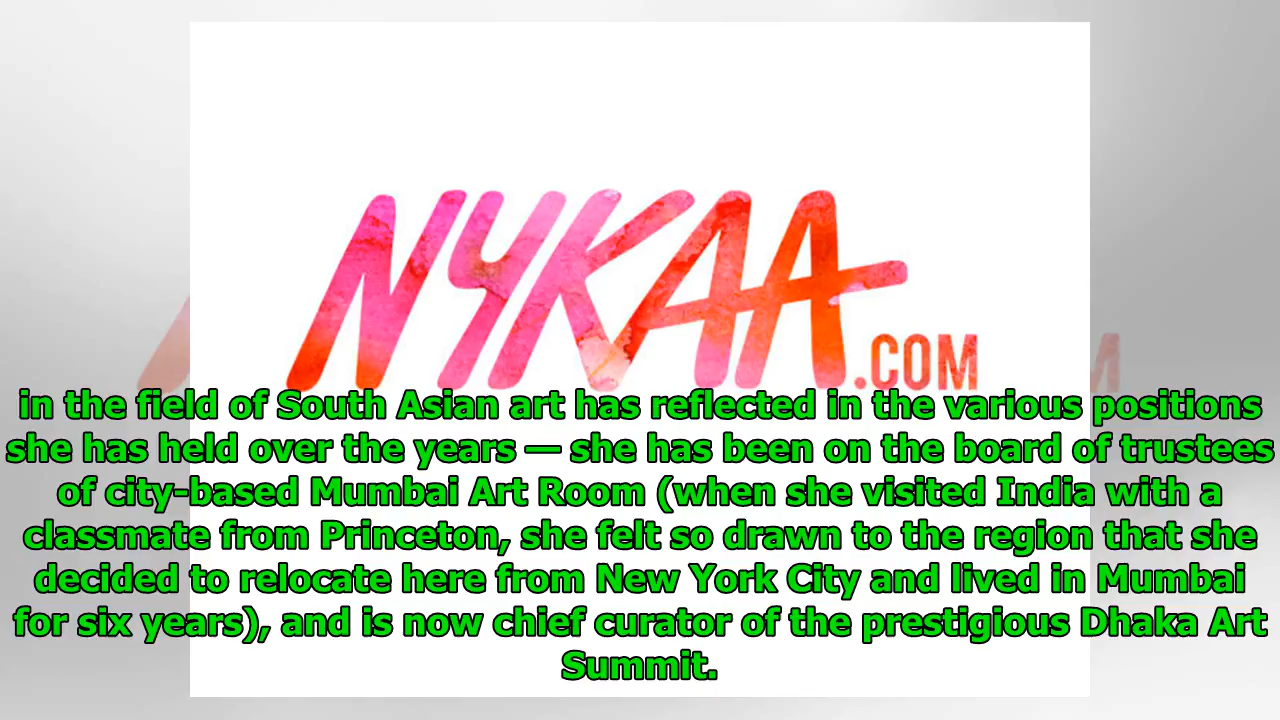 NYKAA
.COM
in the field of South Asian art has reflected in the various positions
she has held over the years — she has been on the board of trustees
of city-based Mumbai Art Room (when she visited India with a
classmate from Princeton, she felt so drawn to the region that she
decided to relocate here from New York City and lived in Mumbai
for six years), and is now chief curator of the prestigious Dhaka Art
Summit.